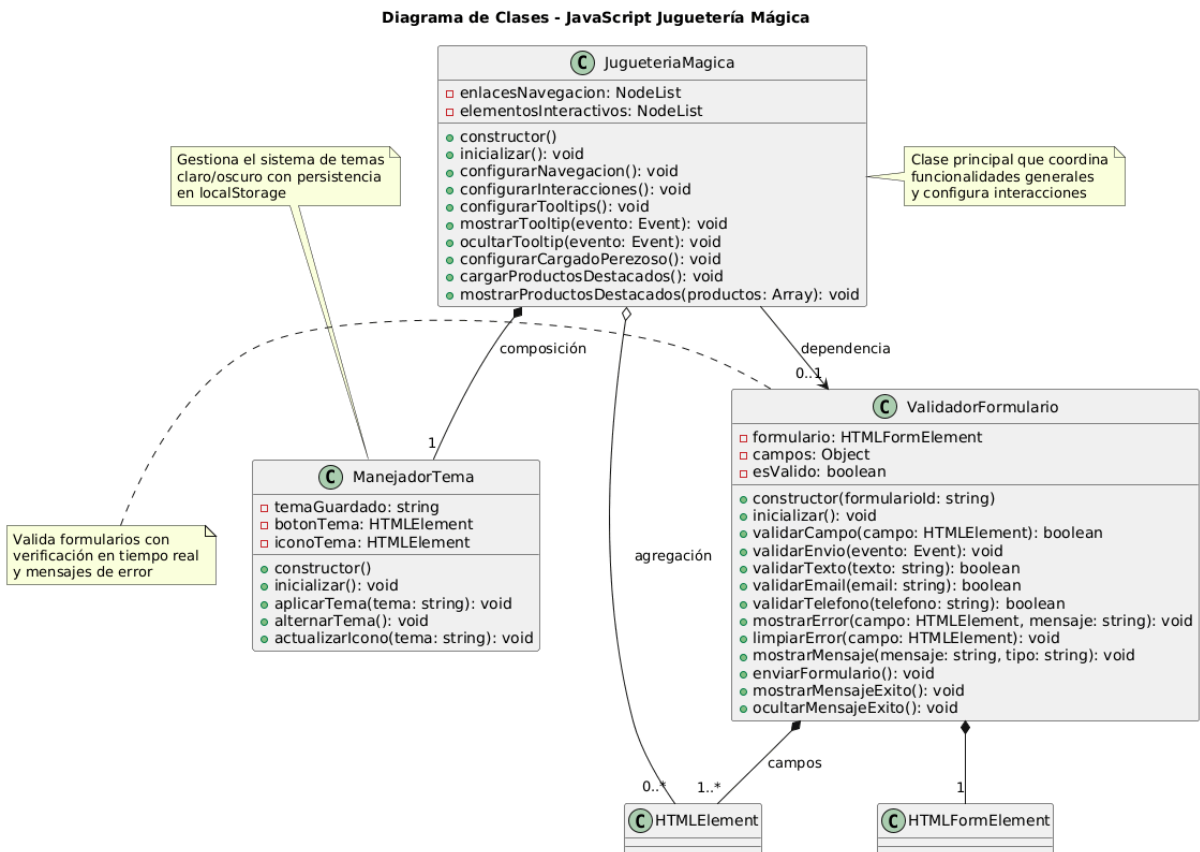 Diagrama de Clases - JavaScript Juguetería Mágica
C JugueteriaMagica
enlacesNavegacion: NodeList
elementosInteractivos: NodeList
constructor()
inicializar(): void
configurarNavegacion(): void
configurarInteracciones(): void
configurarTooltips(): void
mostrarTooltip(evento: Event): void
ocultarTooltip(evento: Event): void
configurarCargadoPerezoso(): void
cargarProductosDestacados(): void
mostrarProductosDestacados(productos: Array): void
Gestiona el sistema de temas
claro/oscuro con persistencia
en localStorage
Clase principal que coordina
funcionalidades generales
y configura interacciones
composición
dependencia
0..1
1
C ManejadorTema
temaGuardado: string
botonTema: HTMLElement
iconoTema: HTMLElement
constructor()
inicializar(): void
aplicarTema(tema: string): void
alternarTema(): void
actualizarIcono(tema: string): void
Valida formularios con
verificación en tiempo real
y mensajes de error
agregación
C ValidadorFormulario
formulario: HTMLFormElement
campos: Object
esValido: boolean
constructor(formularioId: string)
inicializar(): void
validarCampo(campo: HTMLElement): boolean
validarEnvio(evento: Event): void
validarTexto(texto: string): boolean
validarEmail(email: string): boolean
validarTelefono(telefono: string): boolean
mostrarError(campo: HTMLElement, mensaje: string): void
limpiarError(campo: HTMLElement): void
mostrarMensaje(mensaje: string, tipo: string): void
enviarFormulario(): void
mostrarMensajeExito(): void
ocultarMensajeExito(): void
campos
0..*
1..*
1
C HTMLElement
C HTMLFormElement